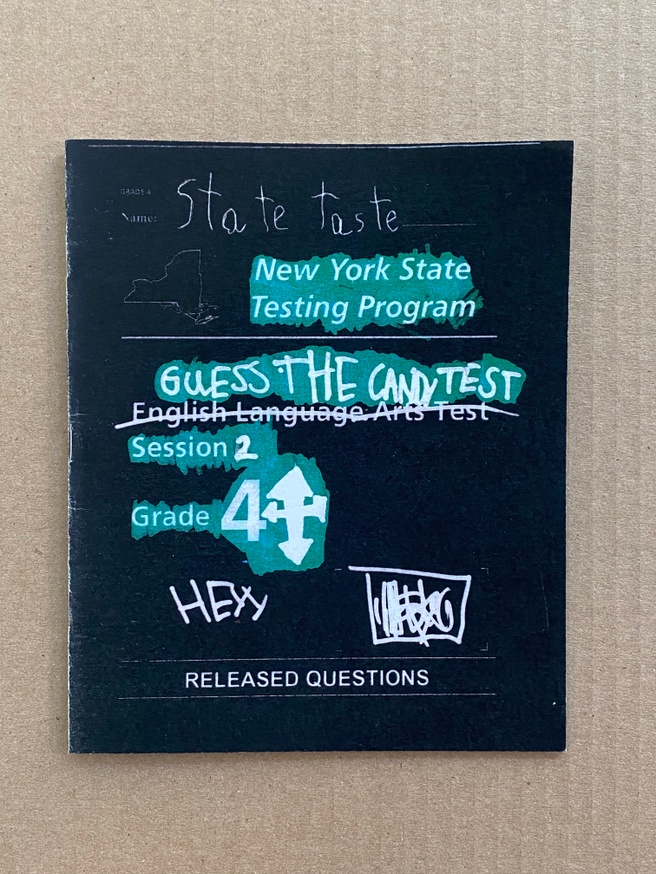 GRADE 4
Name: State Taste
New York State
Testing Program
GUESS THE CANDY TEST
English Language Arts Test
Session 2
Grade 4
HEYY
RELEASED QUESTIONS